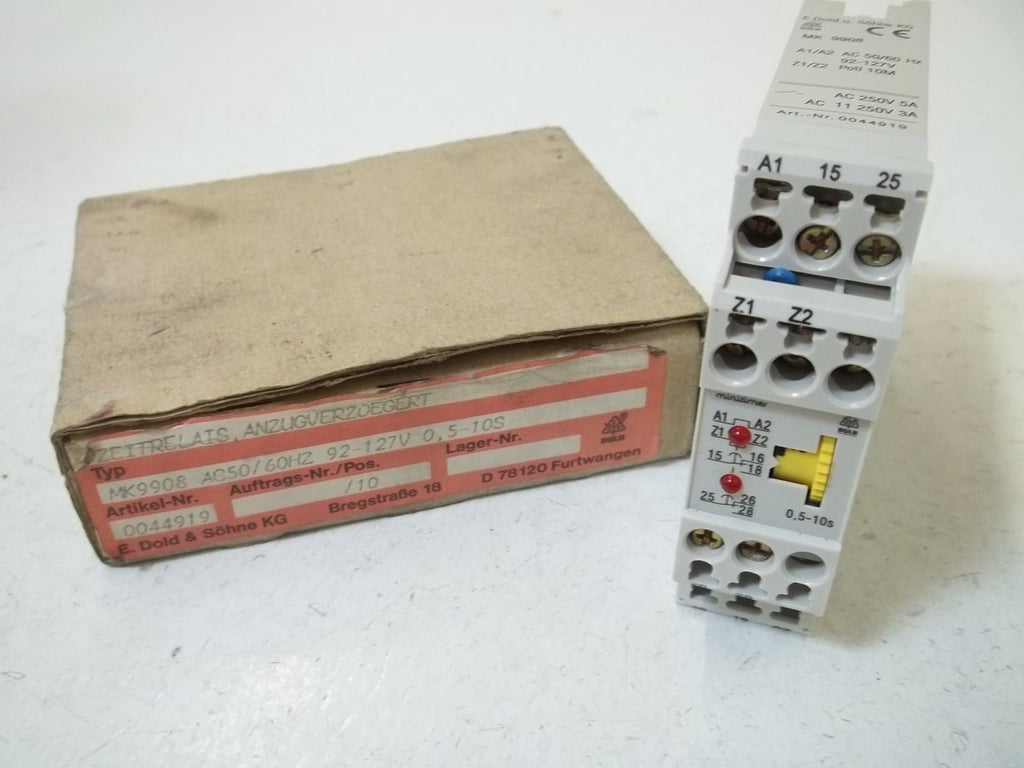 ZEITRELAIS, ANZUGVERZOEGERT
Typ
MK9908 AC50/60HZ 92-127V 0,5-10S
Artikel-Nr. Auftrags-Nr./Pos. Lager-Nr.
0044919 /10
DOLD
E. Dold & Söhne KG Bregstraße 18 D 78120 Furtwangen
E. Dold u. Söhne KG
CE
MK 9908
A1/A2 AC 50/60 Hz
92-127V
Z1/Z2 Poti 10M
AC 250V 5A
AC 11 250V 3A
Art.-Nr. 0044919
A1 15 25
Z1 Z2
minitimer
A1 A2
Z1 Z2
DOLD
15 16
18
25 26
28
0,5-10s